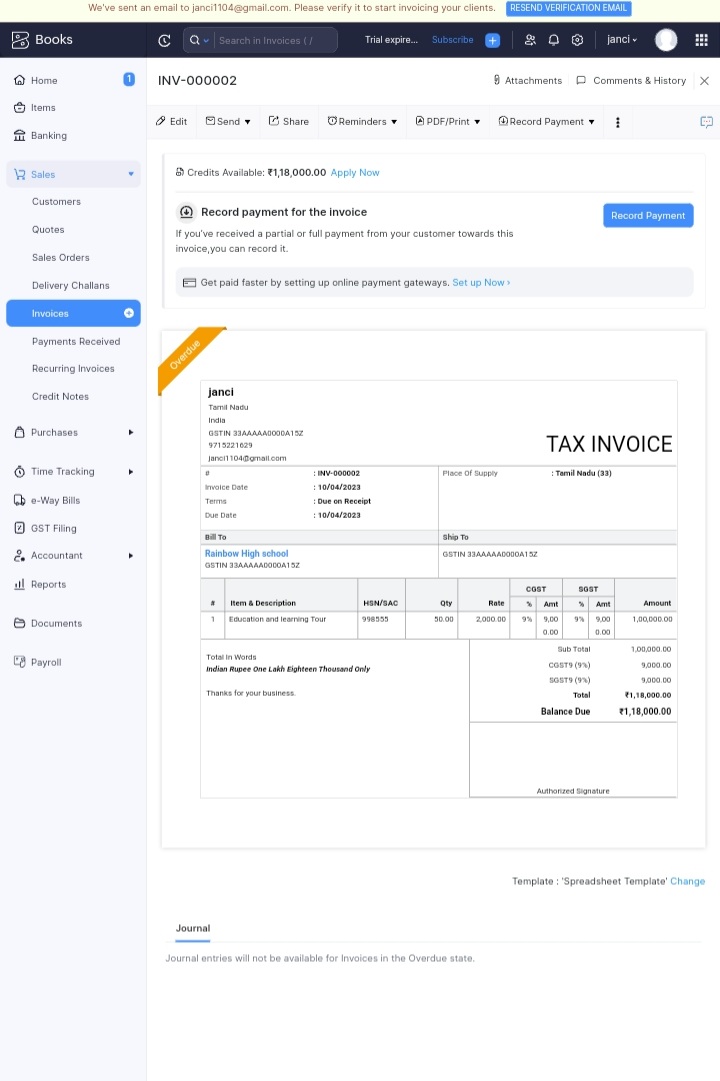 We've sent an email to janci1104@gmail.com. Please verify it to start invoicing your clients. RESEND VERIFICATION EMAIL
Books
Search in Invoices ( /
Trial expire... Subscribe
janci
Home 1
Items
Banking
Sales
Customers
Quotes
Sales Orders
Delivery Challans
Invoices
Payments Received
Recurring Invoices
Credit Notes
Purchases
Time Tracking
e-Way Bills
GST Filing
Accountant
Reports
Documents
Payroll
INV-000002
Attachments Comments & History
Edit Send Share Reminders PDF/Print Record Payment
Credits Available: ₹1,18,000.00 Apply Now
Record payment for the invoice
If you've received a partial or full payment from your customer towards this
invoice,you can record it.
Record Payment
Get paid faster by setting up online payment gateways. Set up Now ›
Overdue
janci
Tamil Nadu
India
GSTIN 33AAAAA0000A15Z
9715221629
janci1104@gmail.com
TAX INVOICE
# : INV-000002
Invoice Date : 10/04/2023
Terms : Due on Receipt
Due Date : 10/04/2023
Place Of Supply : Tamil Nadu (33)
Bill To
Rainbow High school
GSTIN 33AAAAA0000A15Z
Ship To
GSTIN 33AAAAA0000A15Z
CGST SGST
# Item & Description HSN/SAC Qty Rate % Amt % Amt Amount
1 Education and learning Tour 998555 50.00 2,000.00 9% 9,00 9% 9,00 1,00,000.00
0.00 0.00
Total In Words
Indian Rupee One Lakh Eighteen Thousand Only
Thanks for your business.
Sub Total 1,00,000.00
CGST9 (9%) 9,000.00
SGST9 (9%) 9,000.00
Total ₹1,18,000.00
Balance Due ₹1,18,000.00
Authorized Signature
Template : 'Spreadsheet Template' Change
Journal
Journal entries will not be available for Invoices in the Overdue state.